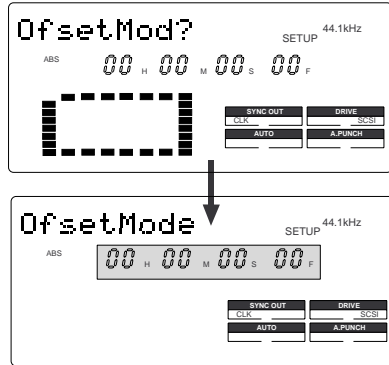 OfsetMod?
SETUP 44.1kHz
ABS 00 H 00 M 00 S 00 F
SYNC OUT DRIVE
CLK SCSI
AUTO A.PUNCH
OfsetMode
SETUP 44.1kHz
ABS 00 H 00 M 00 S 00 F
SYNC OUT DRIVE
CLK SCSI
AUTO A.PUNCH